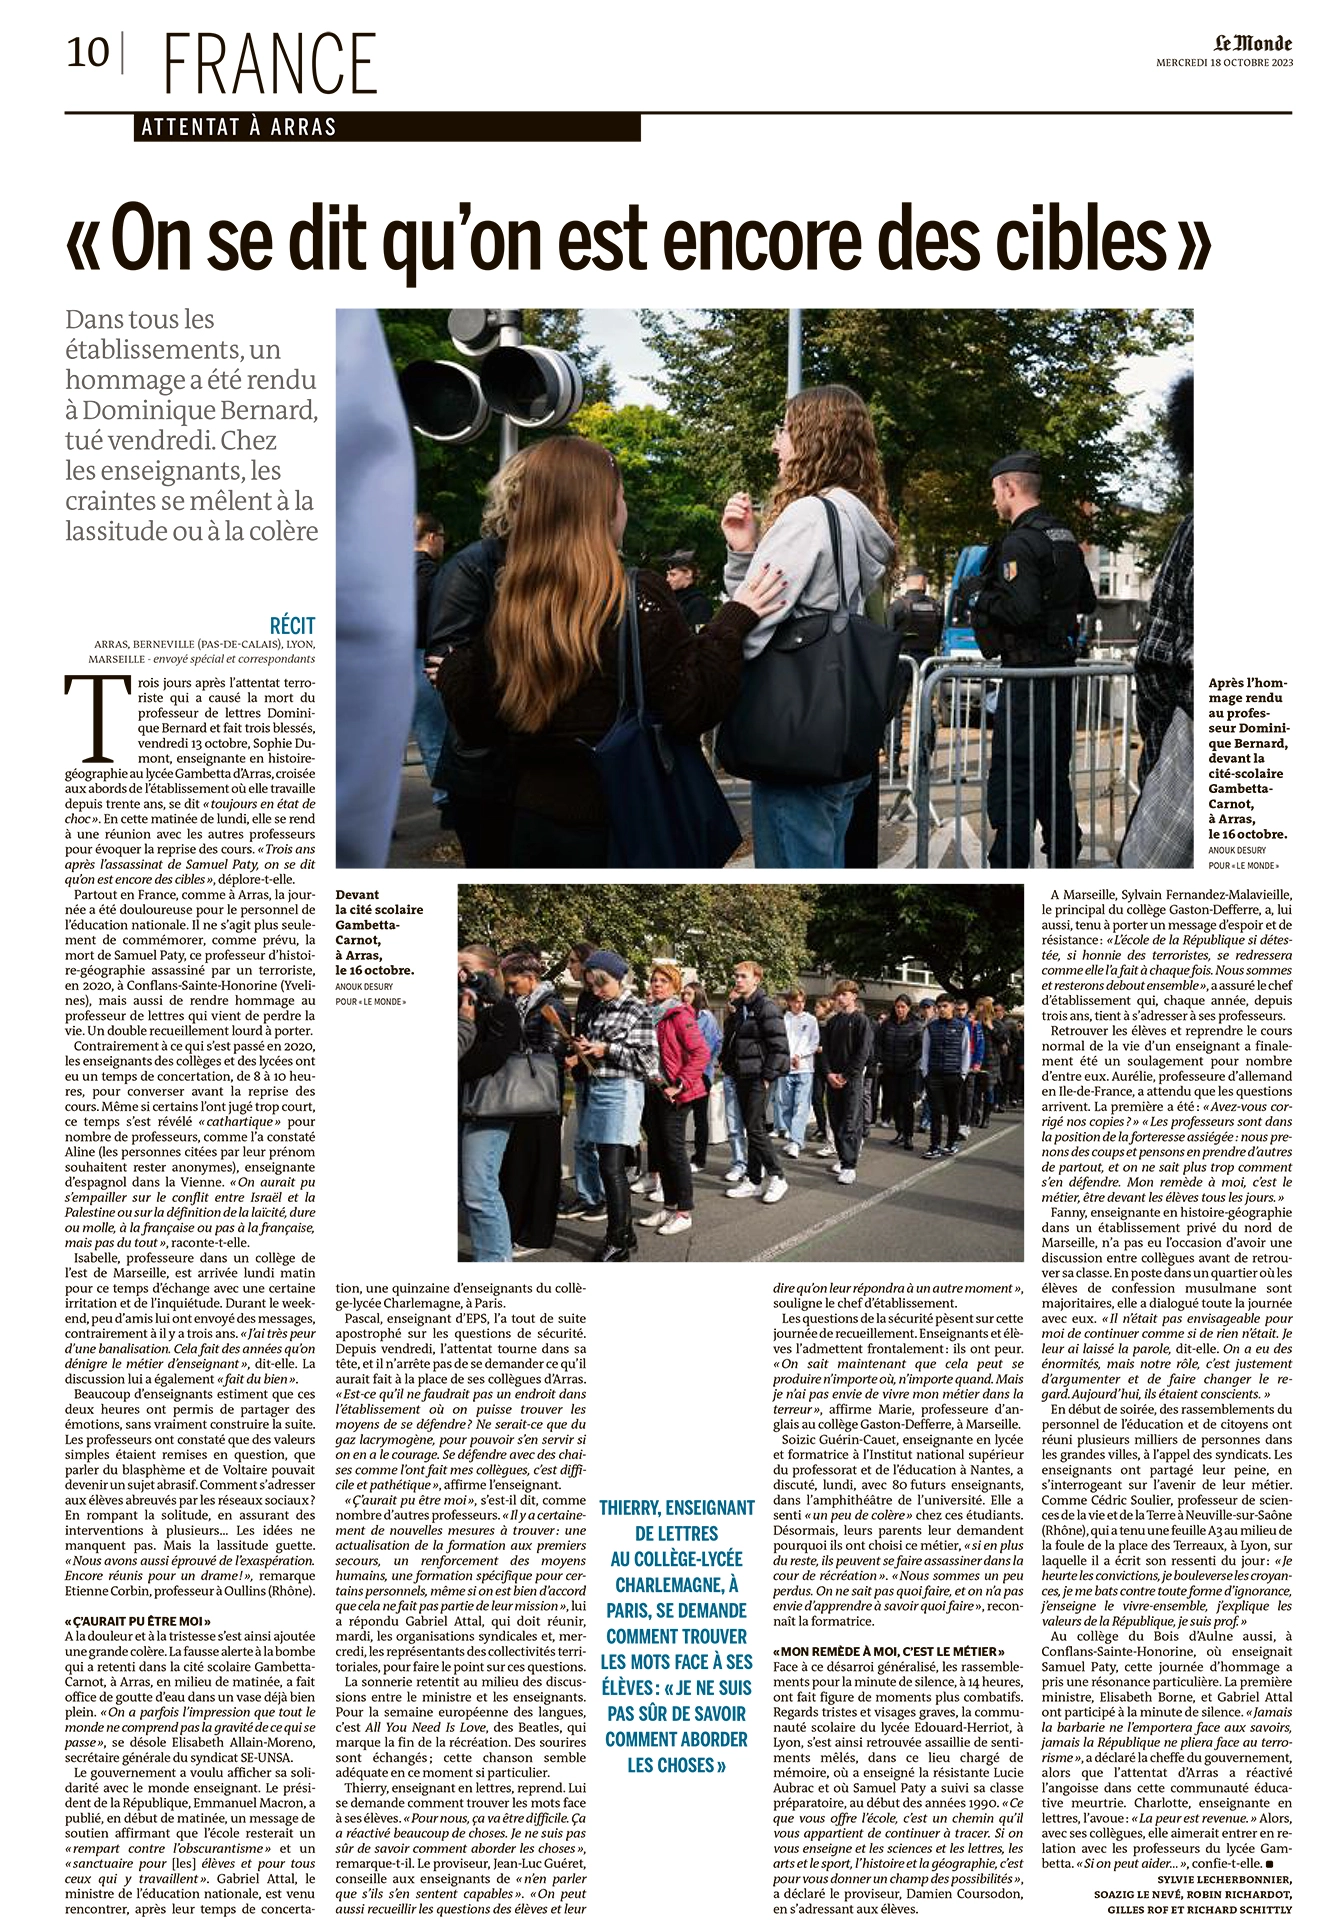 10
FRANCE
Le Monde
MERCREDI 18 OCTOBRE 2023
ATTENTAT À ARRAS
« On se dit qu’on est encore des cibles »
Dans tous les
établissements, un
hommage a été rendu
à Dominique Bernard,
tué vendredi. Chez
les enseignants, les
craintes se mêlent à la
lassitude ou à la colère
RÉCIT
ARRAS, BERNEVILLE (PAS-DE-CALAIS), LYON,
MARSEILLE - envoyé spécial et correspondants
Trois jours après l’attentat terro-
riste qui a causé la mort du
professeur de lettres Domini-
que Bernard et fait trois blessés,
vendredi 13 octobre, Sophie Du-
mont, enseignante en histoire-
géographie au lycée Gambetta d’Arras, croisée
aux abords de l’établissement où elle travaille
depuis trente ans, se dit « toujours en état de
choc ». En cette matinée de lundi, elle se rend
à une réunion avec les autres professeurs
pour évoquer la reprise des cours. « Trois ans
après l’assassinat de Samuel Paty, on se dit
qu’on est encore des cibles », déplore-t-elle.
Partout en France, comme à Arras, la jour-
née a été douloureuse pour le personnel de
l’éducation nationale. Il ne s’agit plus seule-
ment de commémorer, comme prévu, la
mort de Samuel Paty, ce professeur d’histoi-
re-géographie assassiné par un terroriste,
en 2020, à Conflans-Sainte-Honorine (Yveli-
nes), mais aussi de rendre hommage au
professeur de lettres qui vient de perdre la
vie. Un double recueillement lourd à porter.
Contrairement à ce qui s’est passé en 2020,
les enseignants des collèges et des lycées ont
eu un temps de concertation, de 8 à 10 heu-
res, pour converser avant la reprise des
cours. Même si certains l’ont jugé trop court,
ce temps s’est révélé « cathartique » pour
nombre de professeurs, comme l’a constaté
Aline (les personnes citées par leur prénom
souhaitent rester anonymes), enseignante
d’espagnol dans la Vienne. « On aurait pu
s’empailler sur le conflit entre Israël et la
Palestine ou sur la définition de la laïcité, dure
ou molle, à la française ou pas à la française,
mais pas du tout », raconte-t-elle.
Isabelle, professeure dans un collège de
l’est de Marseille, est arrivée lundi matin
pour ce temps d’échange avec une certaine
irritation et de l’inquiétude. Durant le week-
end, peu d’amis lui ont envoyé des messages,
contrairement à il y a trois ans. « J’ai très peur
d’une banalisation. Cela fait des années qu’on
dénigre le métier d’enseignant », dit-elle. La
discussion lui a également « fait du bien ».
Beaucoup d’enseignants estiment que ces
deux heures ont permis de partager des
émotions, sans vraiment construire la suite.
Les professeurs ont constaté que des valeurs
simples étaient remises en question, que
parler du blasphème et de Voltaire pouvait
devenir un sujet abrasif. Comment s’adresser
aux élèves abreuvés par les réseaux sociaux ?
En rompant la solitude, en assurant des
interventions à plusieurs… Les idées ne
manquent pas. Mais la lassitude guette.
« Nous avons aussi éprouvé de l’exaspération.
Encore réunis pour un drame ! », remarque
Etienne Corbin, professeur à Oullins (Rhône).
« Ç’AURAIT PU ÊTRE MOI »
A la douleur et à la tristesse s’est ainsi ajoutée
une grande colère. La fausse alerte à la bombe
qui a retenti dans la cité scolaire Gambetta-
Carnot, à Arras, en milieu de matinée, a fait
office de goutte d’eau dans un vase déjà bien
plein. « On a parfois l’impression que tout le
monde ne comprend pas la gravité de ce qui se
passe », se désole Elisabeth Allain-Moreno,
secrétaire générale du syndicat SE-UNSA.
Le gouvernement a voulu afficher sa soli-
darité avec le monde enseignant. Le prési-
dent de la République, Emmanuel Macron, a
publié, en début de matinée, un message de
soutien affirmant que l’école resterait un
« rempart contre l’obscurantisme » et un
« sanctuaire pour [les] élèves et pour tous
ceux qui y travaillent ». Gabriel Attal, le
ministre de l’éducation nationale, est venu
rencontrer, après leur temps de concerta-
Après l’hom-
mage rendu
au profes-
seur Domini-
que Bernard,
devant la
cité-scolaire
Gambetta-
Carnot,
à Arras,
le 16 octobre.
ANOUK DESURY
POUR « LE MONDE »
Devant
la cité scolaire
Gambetta-
Carnot,
à Arras,
le 16 octobre.
ANOUK DESURY
POUR « LE MONDE »
tion, une quinzaine d’enseignants du collè-
ge-lycée Charlemagne, à Paris.
Pascal, enseignant d’EPS, l’a tout de suite
apostrophé sur les questions de sécurité.
Depuis vendredi, l’attentat tourne dans sa
tête, et il n’arrête pas de se demander ce qu’il
aurait fait à la place de ses collègues d’Arras.
« Est-ce qu’il ne faudrait pas un endroit dans
l’établissement où on puisse trouver les
moyens de se défendre ? Ne serait-ce que du
gaz lacrymogène, pour pouvoir s’en servir si
on en a le courage. Se défendre avec des chai-
ses comme l’ont fait mes collègues, c’est diffi-
cile et pathétique », affirme l’enseignant.
« Ç’aurait pu être moi », s’est-il dit, comme
nombre d’autres professeurs. « Il y a certaine-
ment de nouvelles mesures à trouver : une
actualisation de la formation aux premiers
secours, un renforcement des moyens
humains, une formation spécifique pour cer-
tains personnels, même si on est bien d’accord
que cela ne fait pas partie de leur mission », lui
a répondu Gabriel Attal, qui doit réunir,
mardi, les organisations syndicales et, mer-
credi, les représentants des collectivités terri-
toriales, pour faire le point sur ces questions.
La sonnerie retentit au milieu des discus-
sions entre le ministre et les enseignants.
Pour la semaine européenne des langues,
c’est All You Need Is Love, des Beatles, qui
marque la fin de la récréation. Des sourires
sont échangés ; cette chanson semble
adéquate en ce moment si particulier.
Thierry, enseignant en lettres, reprend. Lui
se demande comment trouver les mots face
à ses élèves. « Pour nous, ça va être difficile. Ça
a réactivé beaucoup de choses. Je ne suis pas
sûr de savoir comment aborder les choses »,
remarque-t-il. Le proviseur, Jean-Luc Guéret,
conseille aux enseignants de « n’en parler
que s’ils s’en sentent capables ». « On peut
aussi recueillir les questions des élèves et leur
THIERRY, ENSEIGNANT
DE LETTRES
AU COLLÈGE-LYCÉE
CHARLEMAGNE, À
PARIS, SE DEMANDE
COMMENT TROUVER
LES MOTS FACE À SES
ÉLÈVES : « JE NE SUIS
PAS SÛR DE SAVOIR
COMMENT ABORDER
LES CHOSES »
dire qu’on leur répondra à un autre moment »,
souligne le chef d’établissement.
Les questions de la sécurité pèsent sur cette
journée de recueillement. Enseignants et élè-
ves l’admettent frontalement : ils ont peur.
« On sait maintenant que cela peut se
produire n’importe où, n’importe quand. Mais
je n’ai pas envie de vivre mon métier dans la
terreur », affirme Marie, professeure d’an-
glais au collège Gaston-Defferre, à Marseille.
Soizic Guérin-Cauet, enseignante en lycée
et formatrice à l’Institut national supérieur
du professorat et de l’éducation à Nantes, a
discuté, lundi, avec 80 futurs enseignants,
dans l’amphithéâtre de l’université. Elle a
senti « un peu de colère » chez ces étudiants.
Désormais, leurs parents leur demandent
pourquoi ils ont choisi ce métier, « si en plus
du reste, ils peuvent se faire assassiner dans la
cour de récréation ». « Nous sommes un peu
perdus. On ne sait pas quoi faire, et on n’a pas
envie d’apprendre à savoir quoi faire », recon-
naît la formatrice.
« MON REMÈDE À MOI, C’EST LE MÉTIER »
Face à ce désarroi généralisé, les rassemble-
ments pour la minute de silence, à 14 heures,
ont fait figure de moments plus combatifs.
Regards tristes et visages graves, la commu-
nauté scolaire du lycée Edouard-Herriot, à
Lyon, s’est ainsi retrouvée assaillie de senti-
ments mêlés, dans ce lieu chargé de
mémoire, où a enseigné la résistante Lucie
Aubrac et où Samuel Paty a suivi sa classe
préparatoire, au début des années 1990. « Ce
que vous offre l’école, c’est un chemin qu’il
vous appartient de continuer à tracer. Si on
vous enseigne et les sciences et les lettres, les
arts et le sport, l’histoire et la géographie, c’est
pour vous donner un champ des possibilités »,
a déclaré le proviseur, Damien Coursodon,
en s’adressant aux élèves.
A Marseille, Sylvain Fernandez-Malavieille,
le principal du collège Gaston-Defferre, a, lui
aussi, tenu à porter un message d’espoir et de
résistance : « L’école de la République si détes-
tée, si honnie des terroristes, se redressera
comme elle l’a fait à chaque fois. Nous sommes
et resterons debout ensemble », a assuré le chef
d’établissement qui, chaque année, depuis
trois ans, tient à s’adresser à ses professeurs.
Retrouver les élèves et reprendre le cours
normal de la vie d’un enseignant a finale-
ment été un soulagement pour nombre
d’entre eux. Aurélie, professeure d’allemand
en Ile-de-France, a attendu que les questions
arrivent. La première a été : « Avez-vous cor-
rigé nos copies ? » « Les professeurs sont dans
la position de la forteresse assiégée : nous pre-
nons des coups et pensons en prendre d’autres
de partout, et on ne sait plus trop comment
s’en défendre. Mon remède à moi, c’est le
métier, être devant les élèves tous les jours. »
Fanny, enseignante en histoire-géographie
dans un établissement privé du nord de
Marseille, n’a pas eu l’occasion d’avoir une
discussion entre collègues avant de retrou-
ver sa classe. En poste dans un quartier où les
élèves de confession musulmane sont
majoritaires, elle a dialogué toute la journée
avec eux. « Il n’était pas envisageable pour
moi de continuer comme si de rien n’était. Je
leur ai laissé la parole, dit-elle. On a eu des
énormités, mais notre rôle, c’est justement
d’argumenter et de faire changer le re-
gard. Aujourd’hui, ils étaient conscients. »
En début de soirée, des rassemblements du
personnel de l’éducation et de citoyens ont
réuni plusieurs milliers de personnes dans
les grandes villes, à l’appel des syndicats. Les
enseignants ont partagé leur peine, en
s’interrogeant sur l’avenir de leur métier.
Comme Cédric Soulier, professeur de scien-
ces de la vie et de la Terre à Neuville-sur-Saône
(Rhône), qui a tenu une feuille A3 au milieu de
la foule de la place des Terreaux, à Lyon, sur
laquelle il a écrit son ressenti du jour : « Je
heurte les convictions, je bouleverse les croyan-
ces, je me bats contre toute forme d’ignorance,
j’enseigne le vivre-ensemble, j’explique les
valeurs de la République, je suis prof. »
Au collège du Bois d’Aulne aussi, à
Conflans-Sainte-Honorine, où enseignait
Samuel Paty, cette journée d’hommage a
pris une résonance particulière. La première
ministre, Elisabeth Borne, et Gabriel Attal
ont participé à la minute de silence. « Jamais
la barbarie ne l’emportera face aux savoirs,
jamais la République ne pliera face au terro-
risme », a déclaré la cheffe du gouvernement,
alors que l’attentat d’Arras a réactivé
l’angoisse dans cette communauté éduca-
tive meurtrie. Charlotte, enseignante en
lettres, l’avoue : « La peur est revenue. » Alors,
avec ses collègues, elle aimerait entrer en re-
lation avec les professeurs du lycée Gam-
betta. « Si on peut aider… », confie-t-elle. ■
SYLVIE LECHERBONNIER,
SOAZIG LE NEVÉ, ROBIN RICHARDOT,
GILLES ROF ET RICHARD SCHITTLY